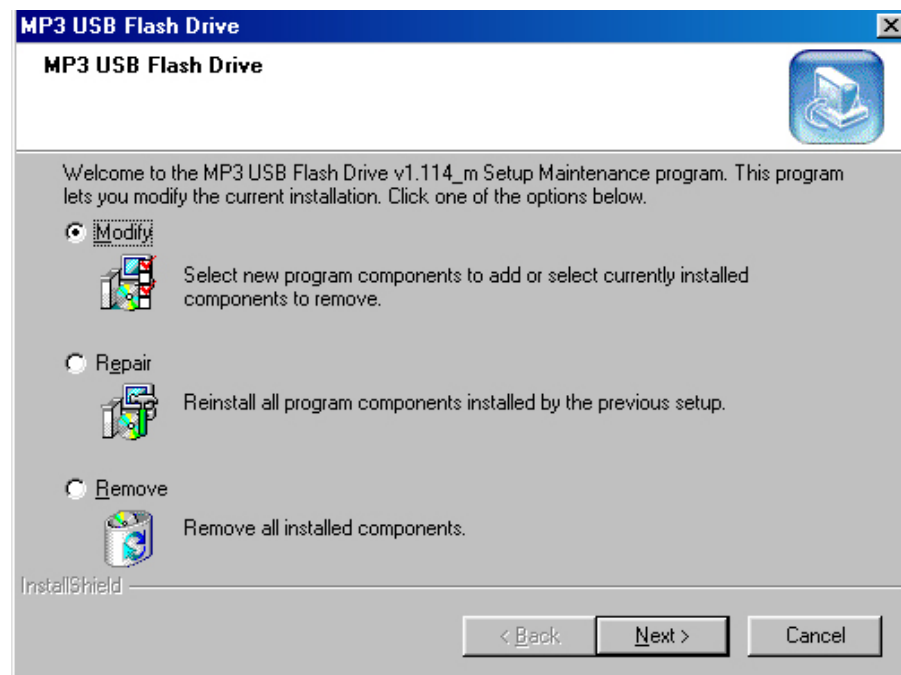 MP3 USB Flash Drive
MP3 USB Flash Drive
Welcome to the MP3 USB Flash Drive v1.114_m Setup Maintenance program. This program
lets you modify the current installation. Click one of the options below.
Modify
Select new program components to add or select currently installed
components to remove.
Repair
Reinstall all program components installed by the previous setup.
Remove
Remove all installed components.
InstallShield
< Back
Next >
Cancel